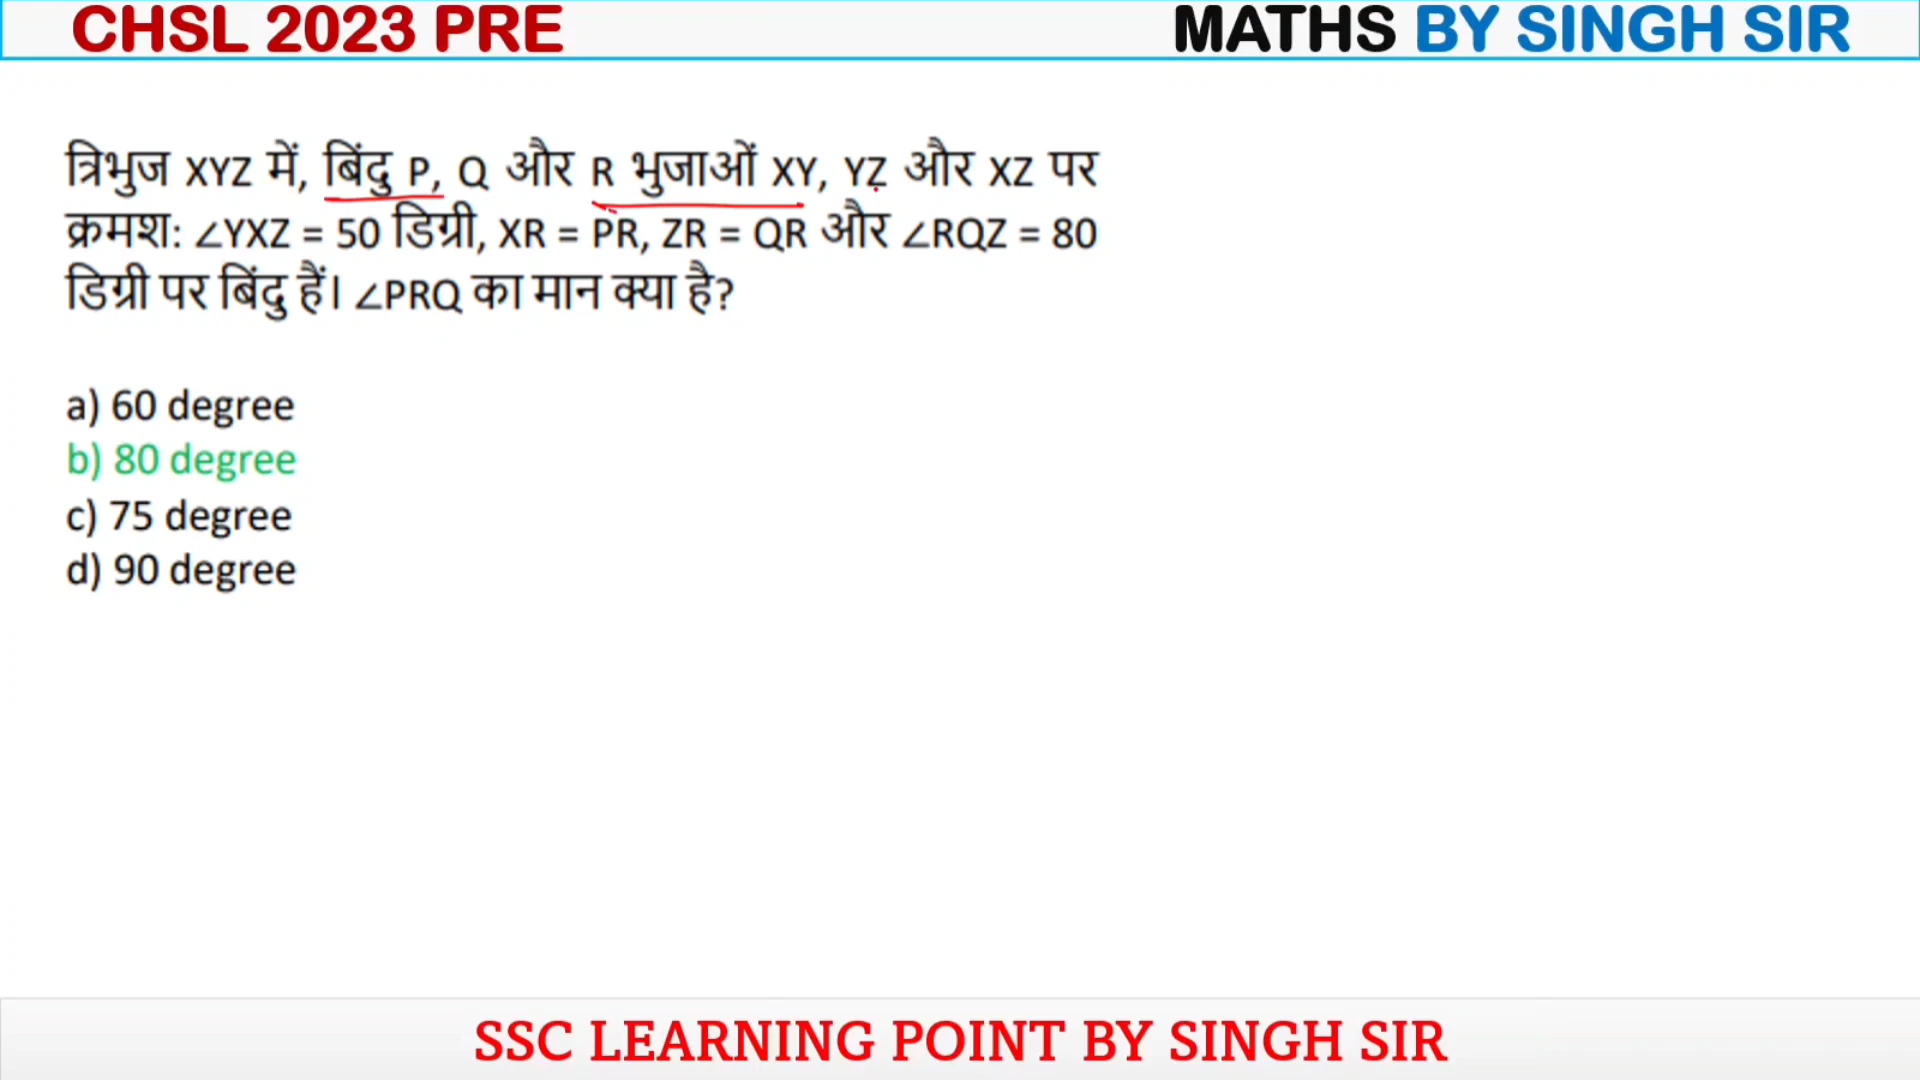 CHSL 2023 PRE
MATHS BY SINGH SIR
त्रिभुज XYZ में, बिंदु P, Q और R भुजाओं XY, YZ और XZ पर
क्रमश: ∠YXZ = 50 डिग्री, XR = PR, ZR = QR और ∠RQZ = 80
डिग्री पर बिंदु हैं। ∠PRQ का मान क्या है?
a) 60 degree
b) 80 degree
c) 75 degree
d) 90 degree
SSC LEARNING POINT BY SINGH SIR